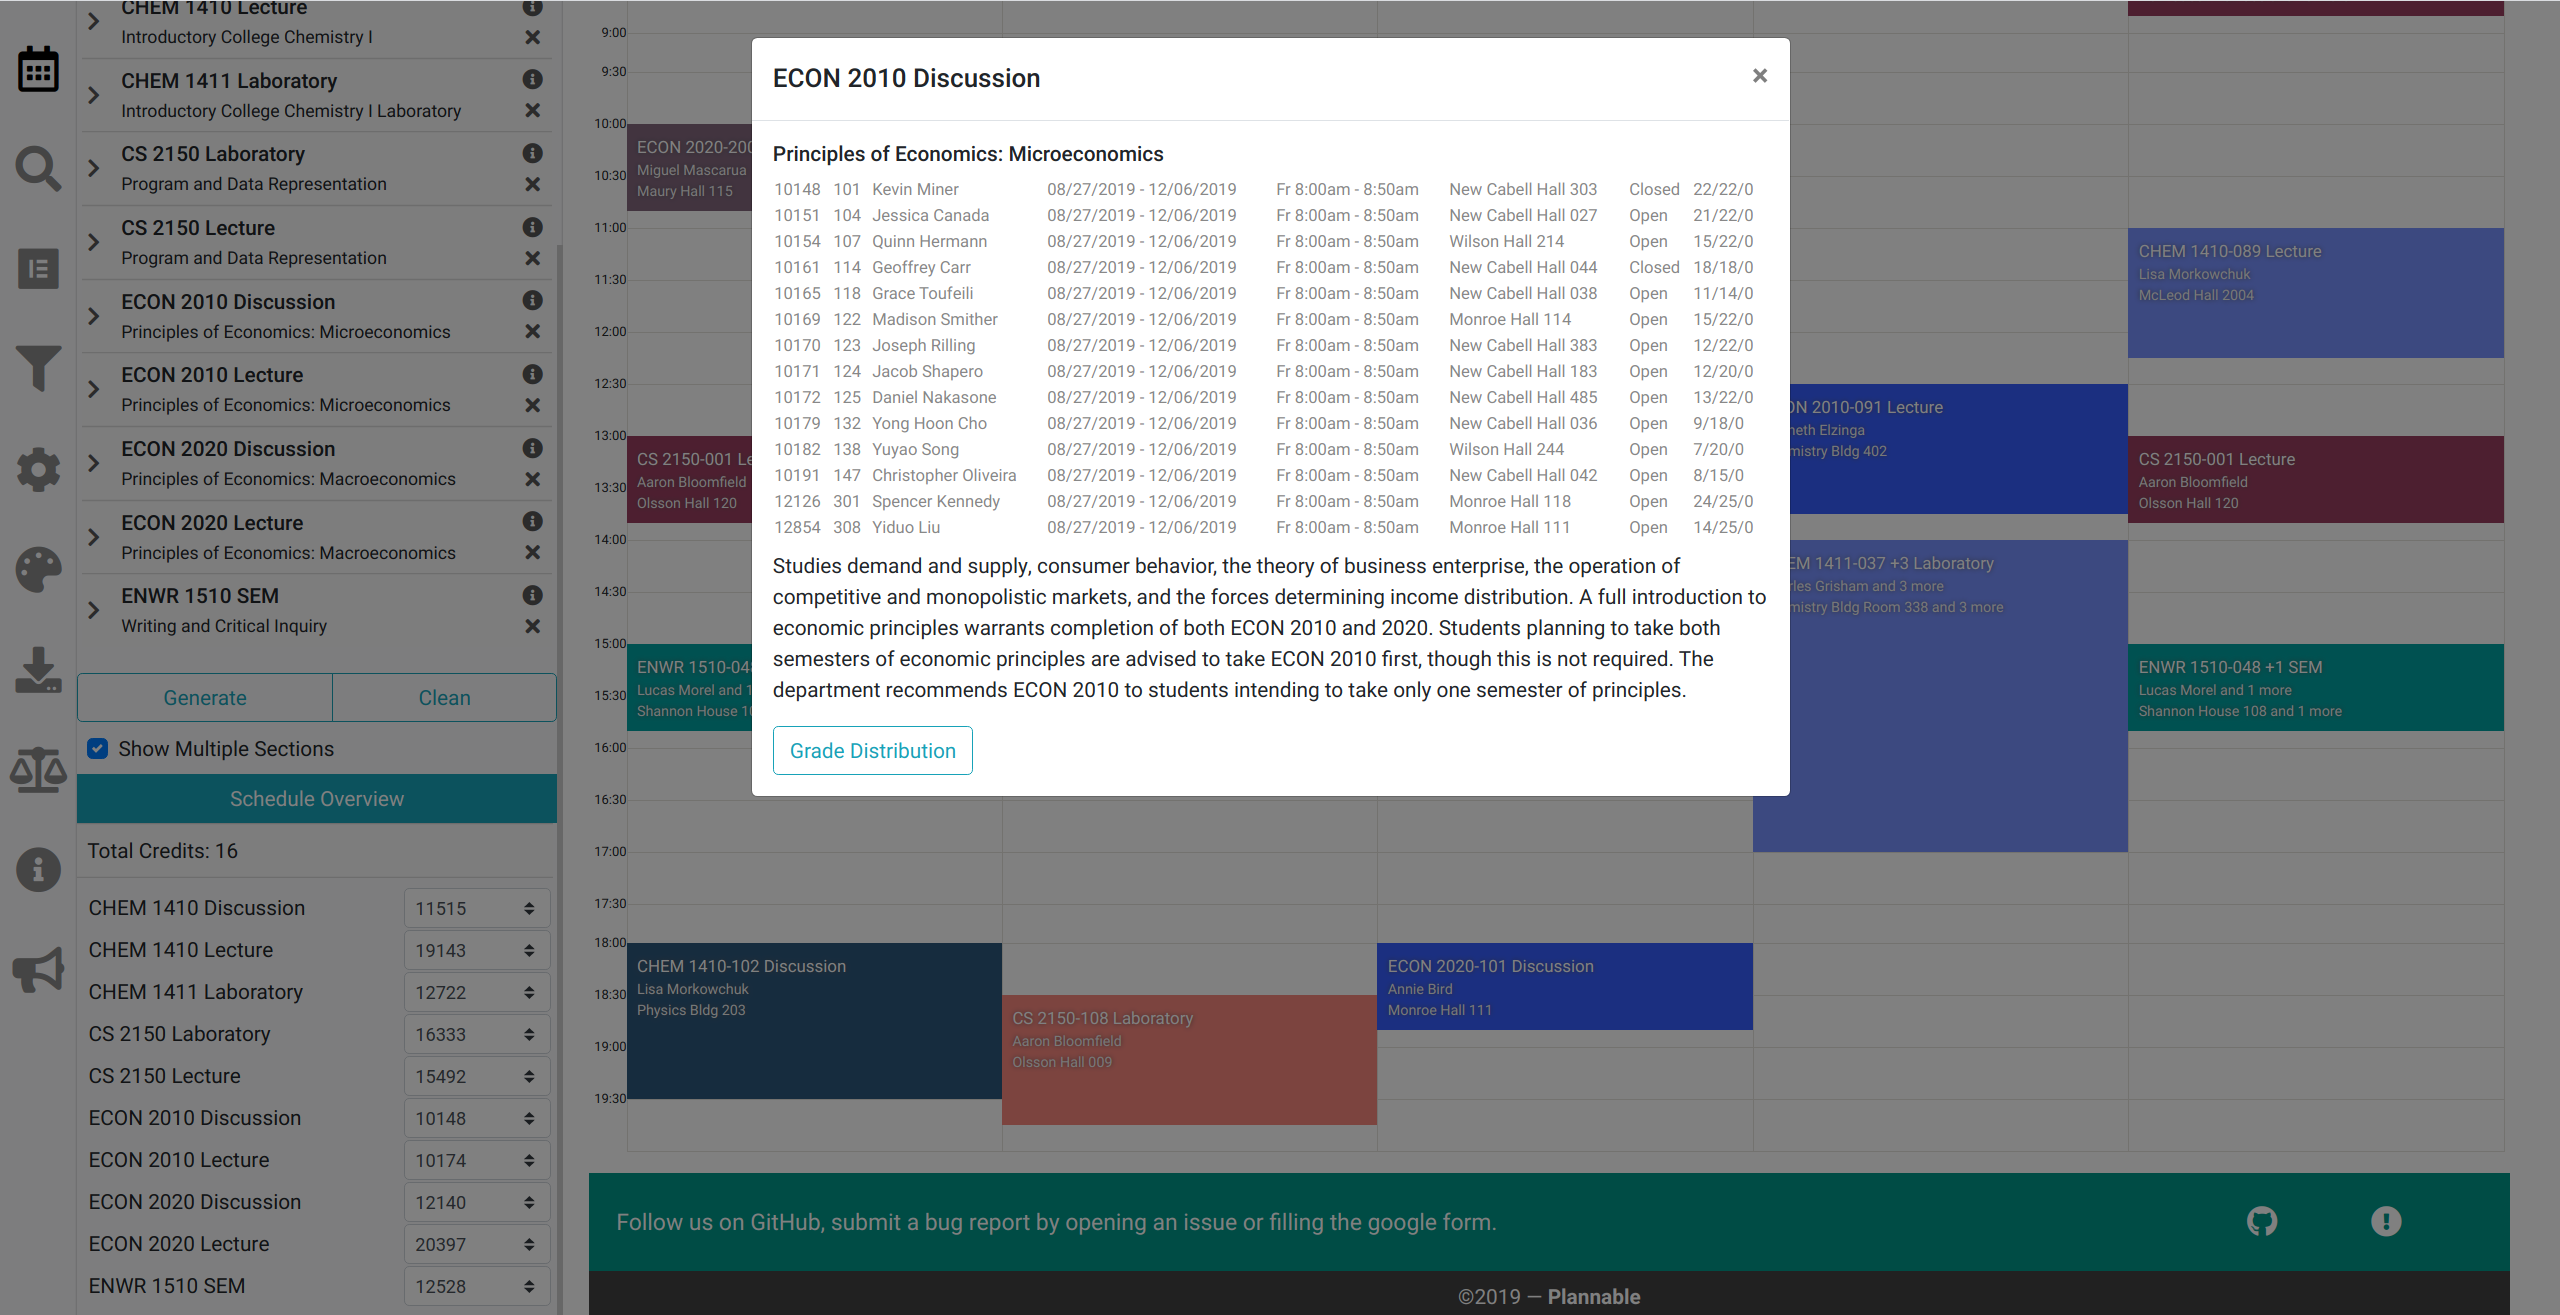 CHEM 1410 Lecture
Introductory College Chemistry I
CHEM 1411 Laboratory
Introductory College Chemistry I Laboratory
CS 2150 Laboratory
Program and Data Representation
CS 2150 Lecture
Program and Data Representation
ECON 2010 Discussion
Principles of Economics: Microeconomics
ECON 2010 Lecture
Principles of Economics: Microeconomics
ECON 2020 Discussion
Principles of Economics: Macroeconomics
ECON 2020 Lecture
Principles of Economics: Macroeconomics
ENWR 1510 SEM
Writing and Critical Inquiry
Generate Clean
Show Multiple Sections
Schedule Overview
Total Credits: 16
CHEM 1410 Discussion 11515
CHEM 1410 Lecture 19143
CHEM 1411 Laboratory 12722
CS 2150 Laboratory 16333
CS 2150 Lecture 15492
ECON 2010 Discussion 10148
ECON 2010 Lecture 10174
ECON 2020 Discussion 12140
ECON 2020 Lecture 20397
ENWR 1510 SEM 12528
9:00
9:30
10:00
10:30
11:00
11:30
12:00
12:30
13:00
13:30
14:00
14:30
15:00
15:30
16:00
16:30
17:00
17:30
18:00
18:30
19:00
19:30
ECON 2020-200
Miguel Mascarua
Maury Hall 115
CS 2150-001 Le
Aaron Bloomfield
Olsson Hall 120
ENWR 1510-04
Lucas Morel and 1
Shannon House 10
CHEM 1410-102 Discussion
Lisa Morkowchuk
Physics Bldg 203
CS 2150-108 Laboratory
Aaron Bloomfield
Olsson Hall 009
ECON 2020-101 Discussion
Annie Bird
Monroe Hall 111
ECON 2010 Discussion ×
Principles of Economics: Microeconomics
10148 101 Kevin Miner 08/27/2019 - 12/06/2019 Fr 8:00am - 8:50am New Cabell Hall 303 Closed 22/22/0
10151 104 Jessica Canada 08/27/2019 - 12/06/2019 Fr 8:00am - 8:50am New Cabell Hall 027 Open 21/22/0
10154 107 Quinn Hermann 08/27/2019 - 12/06/2019 Fr 8:00am - 8:50am Wilson Hall 214 Open 15/22/0
10161 114 Geoffrey Carr 08/27/2019 - 12/06/2019 Fr 8:00am - 8:50am New Cabell Hall 044 Closed 18/18/0
10165 118 Grace Toufeili 08/27/2019 - 12/06/2019 Fr 8:00am - 8:50am New Cabell Hall 038 Open 11/14/0
10169 122 Madison Smither 08/27/2019 - 12/06/2019 Fr 8:00am - 8:50am Monroe Hall 114 Open 15/22/0
10170 123 Joseph Rilling 08/27/2019 - 12/06/2019 Fr 8:00am - 8:50am New Cabell Hall 383 Open 12/22/0
10171 124 Jacob Shapero 08/27/2019 - 12/06/2019 Fr 8:00am - 8:50am New Cabell Hall 183 Open 12/20/0
10172 125 Daniel Nakasone 08/27/2019 - 12/06/2019 Fr 8:00am - 8:50am New Cabell Hall 485 Open 13/22/0
10179 132 Yong Hoon Cho 08/27/2019 - 12/06/2019 Fr 8:00am - 8:50am New Cabell Hall 036 Open 9/18/0
10182 138 Yuyao Song 08/27/2019 - 12/06/2019 Fr 8:00am - 8:50am Wilson Hall 244 Open 7/20/0
10191 147 Christopher Oliveira 08/27/2019 - 12/06/2019 Fr 8:00am - 8:50am New Cabell Hall 042 Open 8/15/0
12126 301 Spencer Kennedy 08/27/2019 - 12/06/2019 Fr 8:00am - 8:50am Monroe Hall 118 Open 24/25/0
12854 308 Yiduo Liu 08/27/2019 - 12/06/2019 Fr 8:00am - 8:50am Monroe Hall 111 Open 14/25/0
Studies demand and supply, consumer behavior, the theory of business enterprise, the operation of
competitive and monopolistic markets, and the forces determining income distribution. A full introduction to
economic principles warrants completion of both ECON 2010 and 2020. Students planning to take both
semesters of economic principles are advised to take ECON 2010 first, though this is not required. The
department recommends ECON 2010 to students intending to take only one semester of principles.
Grade Distribution
ON 2010-091 Lecture
neth Elzinga
mistry Bldg 402
EM 1411-037 +3 Laboratory
rles Grisham and 3 more
mistry Bldg Room 338 and 3 more
CHEM 1410-089 Lecture
Lisa Morkowchuk
McLeod Hall 2004
CS 2150-001 Lecture
Aaron Bloomfield
Olsson Hall 120
ENWR 1510-048 +1 SEM
Lucas Morel and 1 more
Shannon House 108 and 1 more
Follow us on GitHub, submit a bug report by opening an issue or filling the google form.
©2019 — Plannable